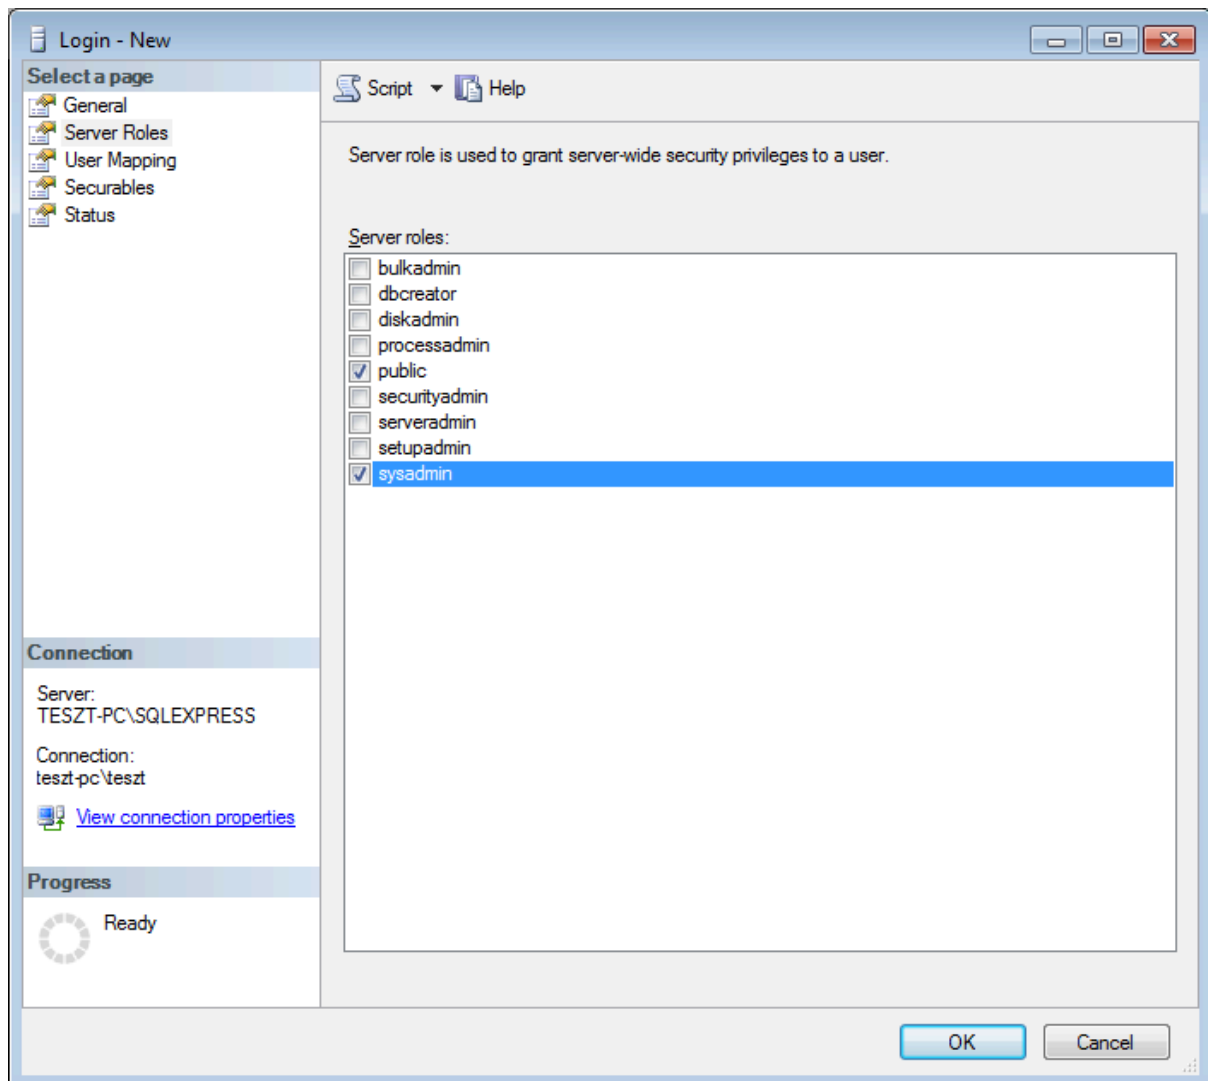 Login - New
Select a page
General
Server Roles
User Mapping
Securables
Status
Script Help
Server role is used to grant server-wide security privileges to a user.
Server roles:
bulkadmin
dbcreator
diskadmin
processadmin
public
securityadmin
serveradmin
setupadmin
sysadmin
Connection
Server:
TESZT-PC\SQLEXPRESS
Connection:
teszt-pc\teszt
View connection properties
Progress
Ready
OK Cancel